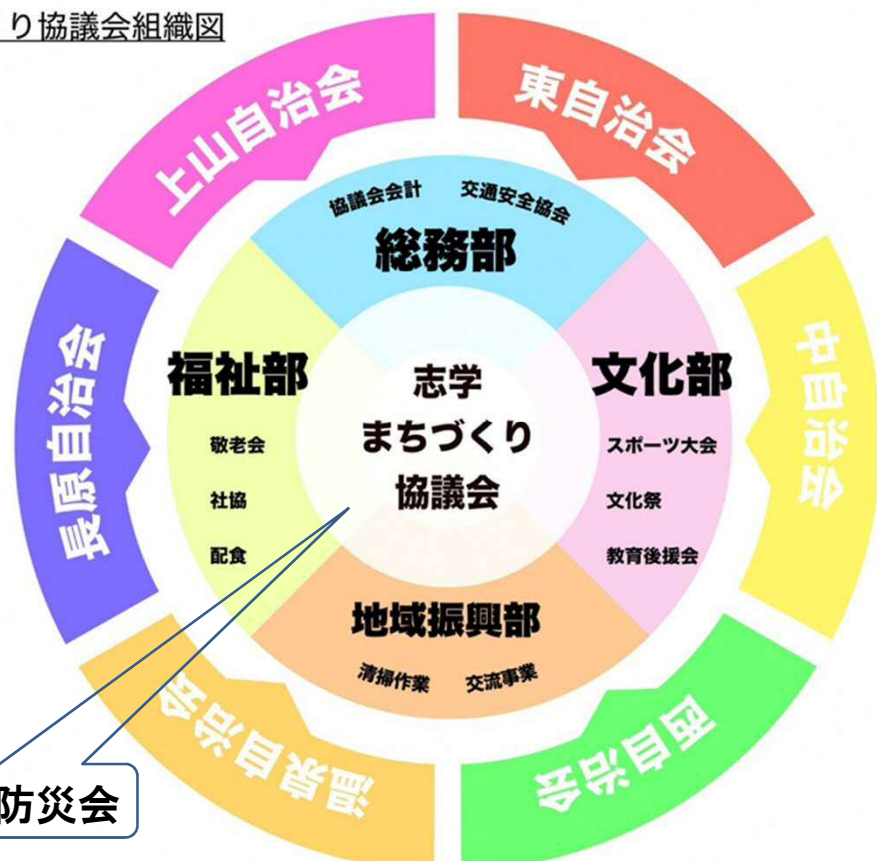 り協議会組織図
上山自治会
東自治会
協議会会計
交通安全協会
総務部
福祉部
敬老会
社協
配食
志学
まちづくり
協議会
文化部
スポーツ大会
文化祭
教育後援会
長原自治会
中自治会
地域振興部
清掃作業
交流事業
温泉自治会
西自治会
防災会